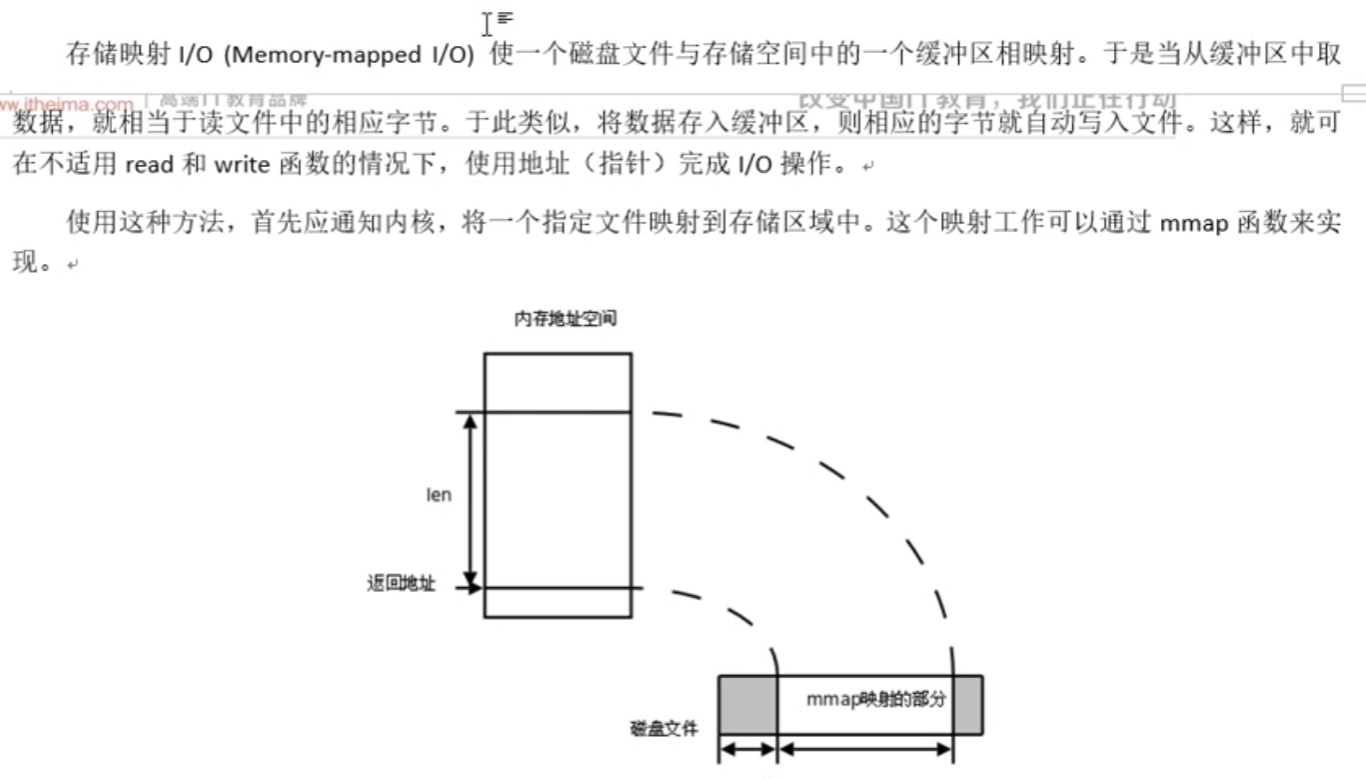 存储映射 I/O (Memory-mapped I/O) 使一个磁盘文件与存储空间中的一个缓冲区相映射。于是当从缓冲区中取
ww.itheima.com 高端IT教育品牌 改变中国IT教育，我们正在行动
数据，就相当于读文件中的相应字节。于此类似，将数据存入缓冲区，则相应的字节就自动写入文件。这样，就可
在不适用 read 和 write 函数的情况下，使用地址（指针）完成 I/O 操作。
使用这种方法，首先应通知内核，将一个指定文件映射到存储区域中。这个映射工作可以通过 mmap 函数来实
现。
内存地址空间
len
返回地址
mmap映射的部分
磁盘文件